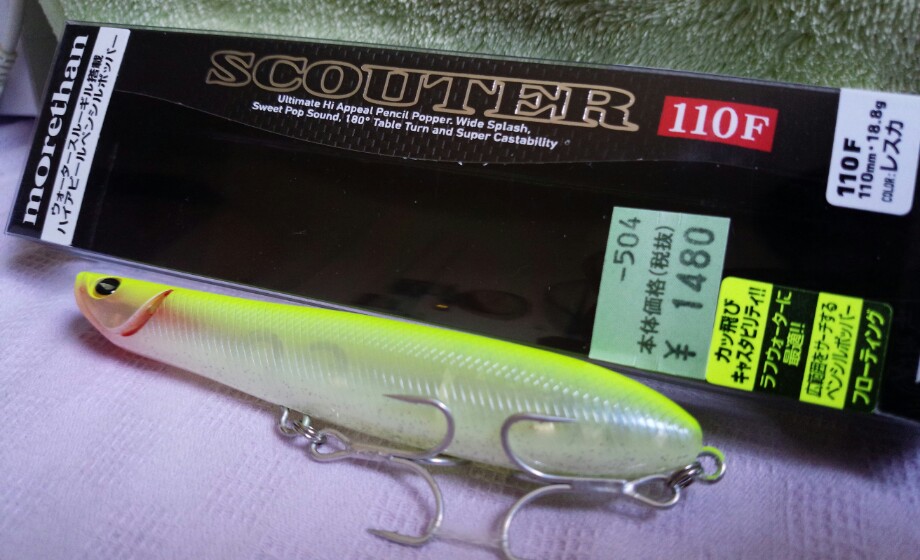 morethan
ウォータースルーギル搭載
ハイアピールペンシルポッパー
SCOUTER
Ultimate Hi Appeal Pencil Popper. Wide Splash,
Sweet Pop Sound, 180° Table Turn and Super Castability
110F
110F
110mm・18.8g
COLOR: レスカ
-504
本体価格(税抜)
¥1480
カッ飛び
キャスタビリティ!!
ラフウォーターに
最適!!
広範囲をサーチする
ペンシルポッパー
フローティング